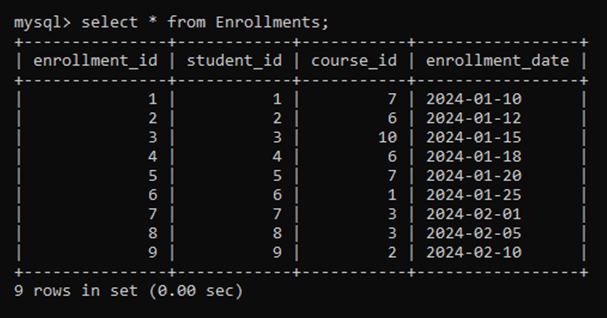 mysql> select * from Enrollments;
+---------------+------------+-----------+-----------------+
| enrollment_id | student_id | course_id | enrollment_date |
+---------------+------------+-----------+-----------------+
|             1 |          1 |         7 | 2024-01-10      |
|             2 |          2 |         6 | 2024-01-12      |
|             3 |          3 |        10 | 2024-01-15      |
|             4 |          4 |         6 | 2024-01-18      |
|             5 |          5 |         7 | 2024-01-20      |
|             6 |          6 |         1 | 2024-01-25      |
|             7 |          7 |         3 | 2024-02-01      |
|             8 |          8 |         3 | 2024-02-05      |
|             9 |          9 |         2 | 2024-02-10      |
+---------------+------------+-----------+-----------------+
9 rows in set (0.00 sec)